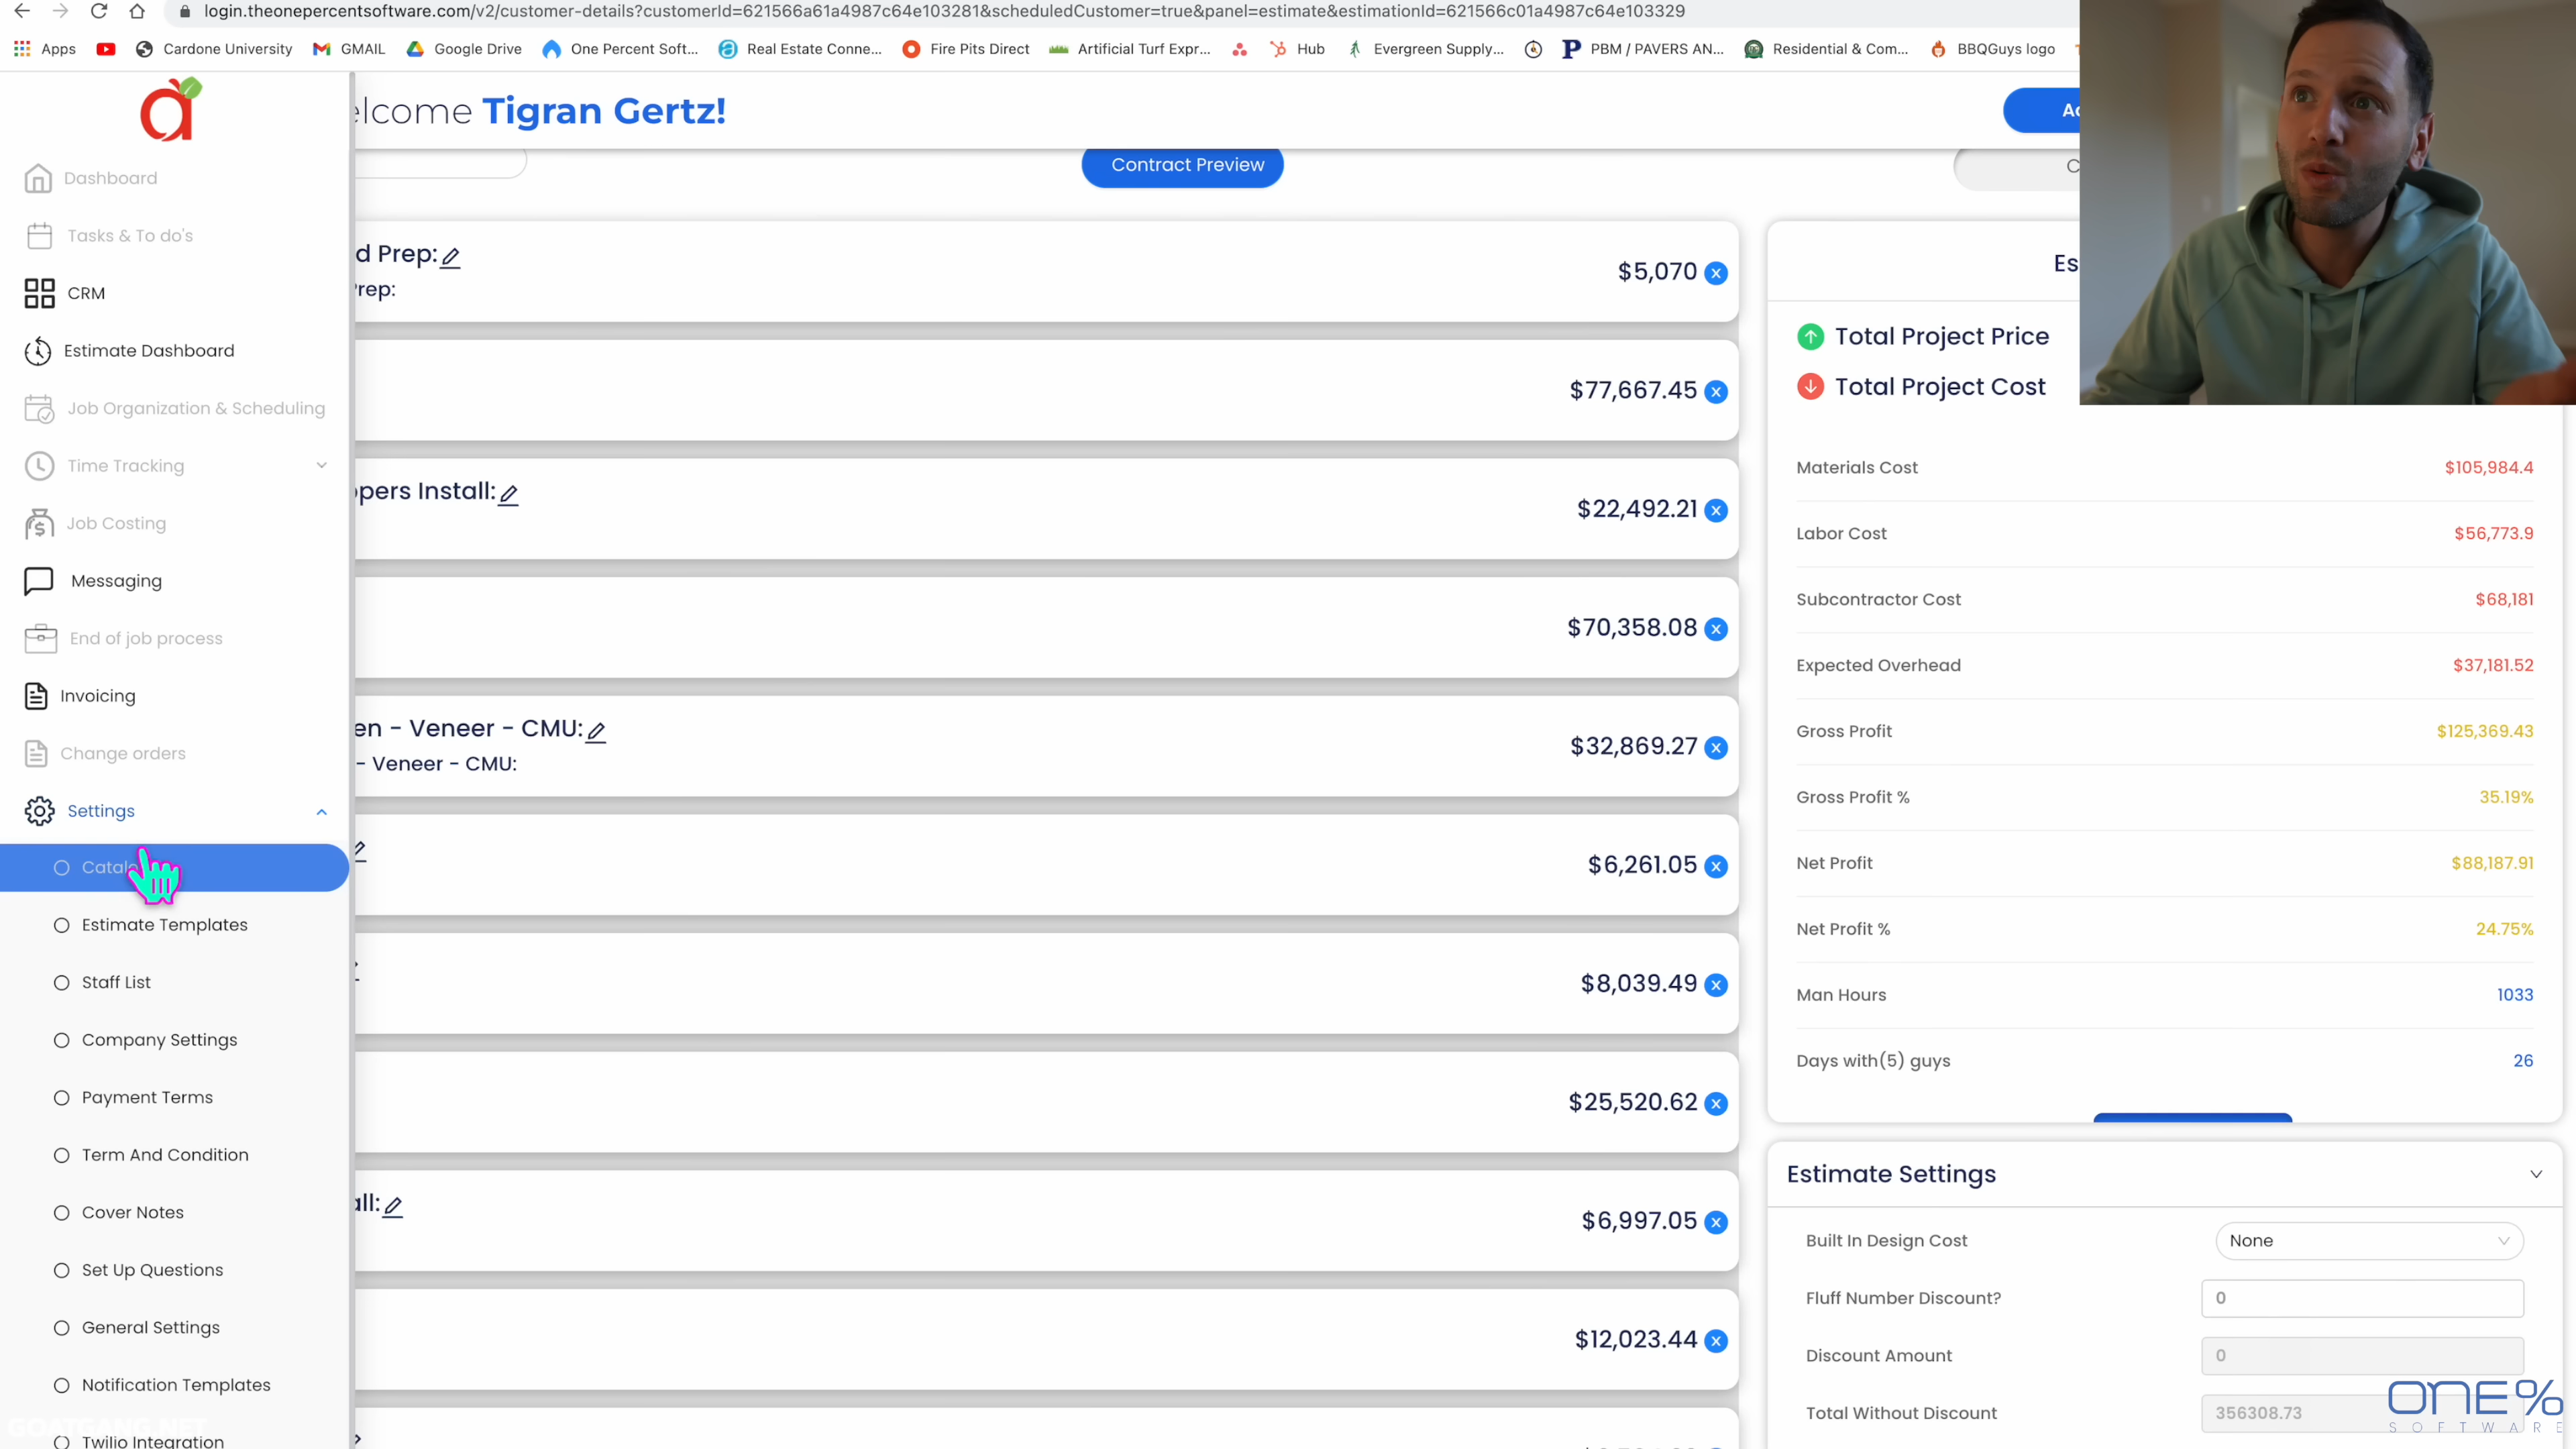 login.theonepercentsoftware.com/v2/customer-details?customerId=621566a61a4987c64e103281&scheduledCustomer=true&panel=estimate&estimationId=621566c01a4987c64e103329
Apps Cardone University GMAIL Google Drive One Percent Soft... Real Estate Conne... Fire Pits Direct Artificial Turf Expr... Hub Evergreen Supply... PBM / PAVERS AN... Residential & Com... BBQGuys logo
elcome Tigran Gertz!
Contract Preview
Dashboard
Tasks & To do's
CRM
Estimate Dashboard
Job Organization & Scheduling
Time Tracking
Job Costing
Messaging
End of job process
Invoicing
Change orders
Settings
Estimate Templates
Staff List
Company Settings
Payment Terms
Term And Condition
Cover Notes
Set Up Questions
General Settings
Notification Templates
Twilio Integration
GOATGANG.NET
d Prep:
rep:
$5,070
$77,667.45
ppers Install:
$22,492.21
$70,358.08
en - Veneer - CMU:
- Veneer - CMU:
$32,869.27
$6,261.05
$8,039.49
$25,520.62
all:
$6,997.05
$12,023.44
Total Project Price
Total Project Cost
Materials Cost $105,984.4
Labor Cost $56,773.9
Subcontractor Cost $68,181
Expected Overhead $37,181.52
Gross Profit $125,369.43
Gross Profit % 35.19%
Net Profit $88,187.91
Net Profit % 24.75%
Man Hours 1033
Days with(5) guys 26
Estimate Settings
Built In Design Cost None
Fluff Number Discount? 0
Discount Amount 0
Total Without Discount 356308.73
ONE%
SOFTWARE